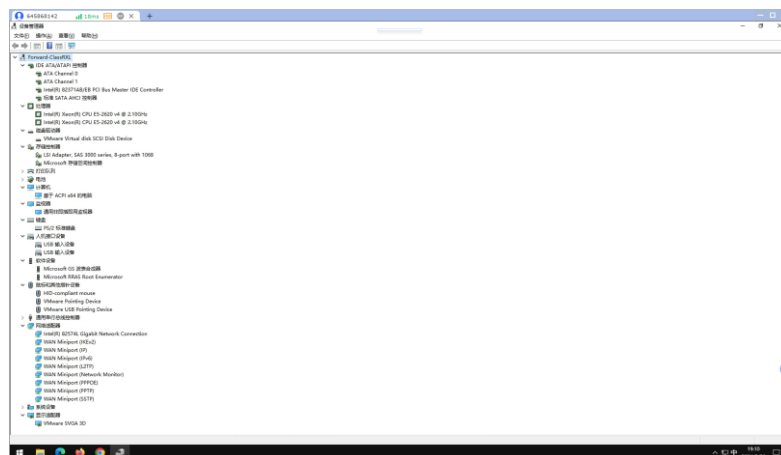 645868142 18ms
设备管理器
文件(F) 操作(A) 查看(V) 帮助(H)
Forward-ClassRXL
IDE ATA/ATAPI 控制器
ATA Channel 0
ATA Channel 1
Intel(R) 82371AB/EB PCI Bus Master IDE Controller
标准 SATA AHCI 控制器
处理器
Intel(R) Xeon(R) CPU E5-2620 v4 @ 2.10GHz
Intel(R) Xeon(R) CPU E5-2620 v4 @ 2.10GHz
磁盘驱动器
VMware Virtual disk SCSI Disk Device
存储控制器
LSI Adapter, SAS 3000 series, 8-port with 1068
Microsoft 存储空间控制器
打印队列
电池
计算机
基于 ACPI x64 的电脑
监视器
通用非即插即用监视器
键盘
PS/2 标准键盘
人机接口设备
USB 输入设备
USB 输入设备
软件设备
Microsoft GS 波表合成器
Microsoft RRAS Root Enumerator
鼠标和其他指针设备
HID-compliant mouse
VMware Pointing Device
VMware USB Pointing Device
通用串行总线控制器
网络适配器
Intel(R) 82574L Gigabit Network Connection
WAN Miniport (IKEv2)
WAN Miniport (IP)
WAN Miniport (IPv6)
WAN Miniport (L2TP)
WAN Miniport (Network Monitor)
WAN Miniport (PPPOE)
WAN Miniport (PPTP)
WAN Miniport (SSTP)
系统设备
显示适配器
VMware SVGA 3D
中 19:10